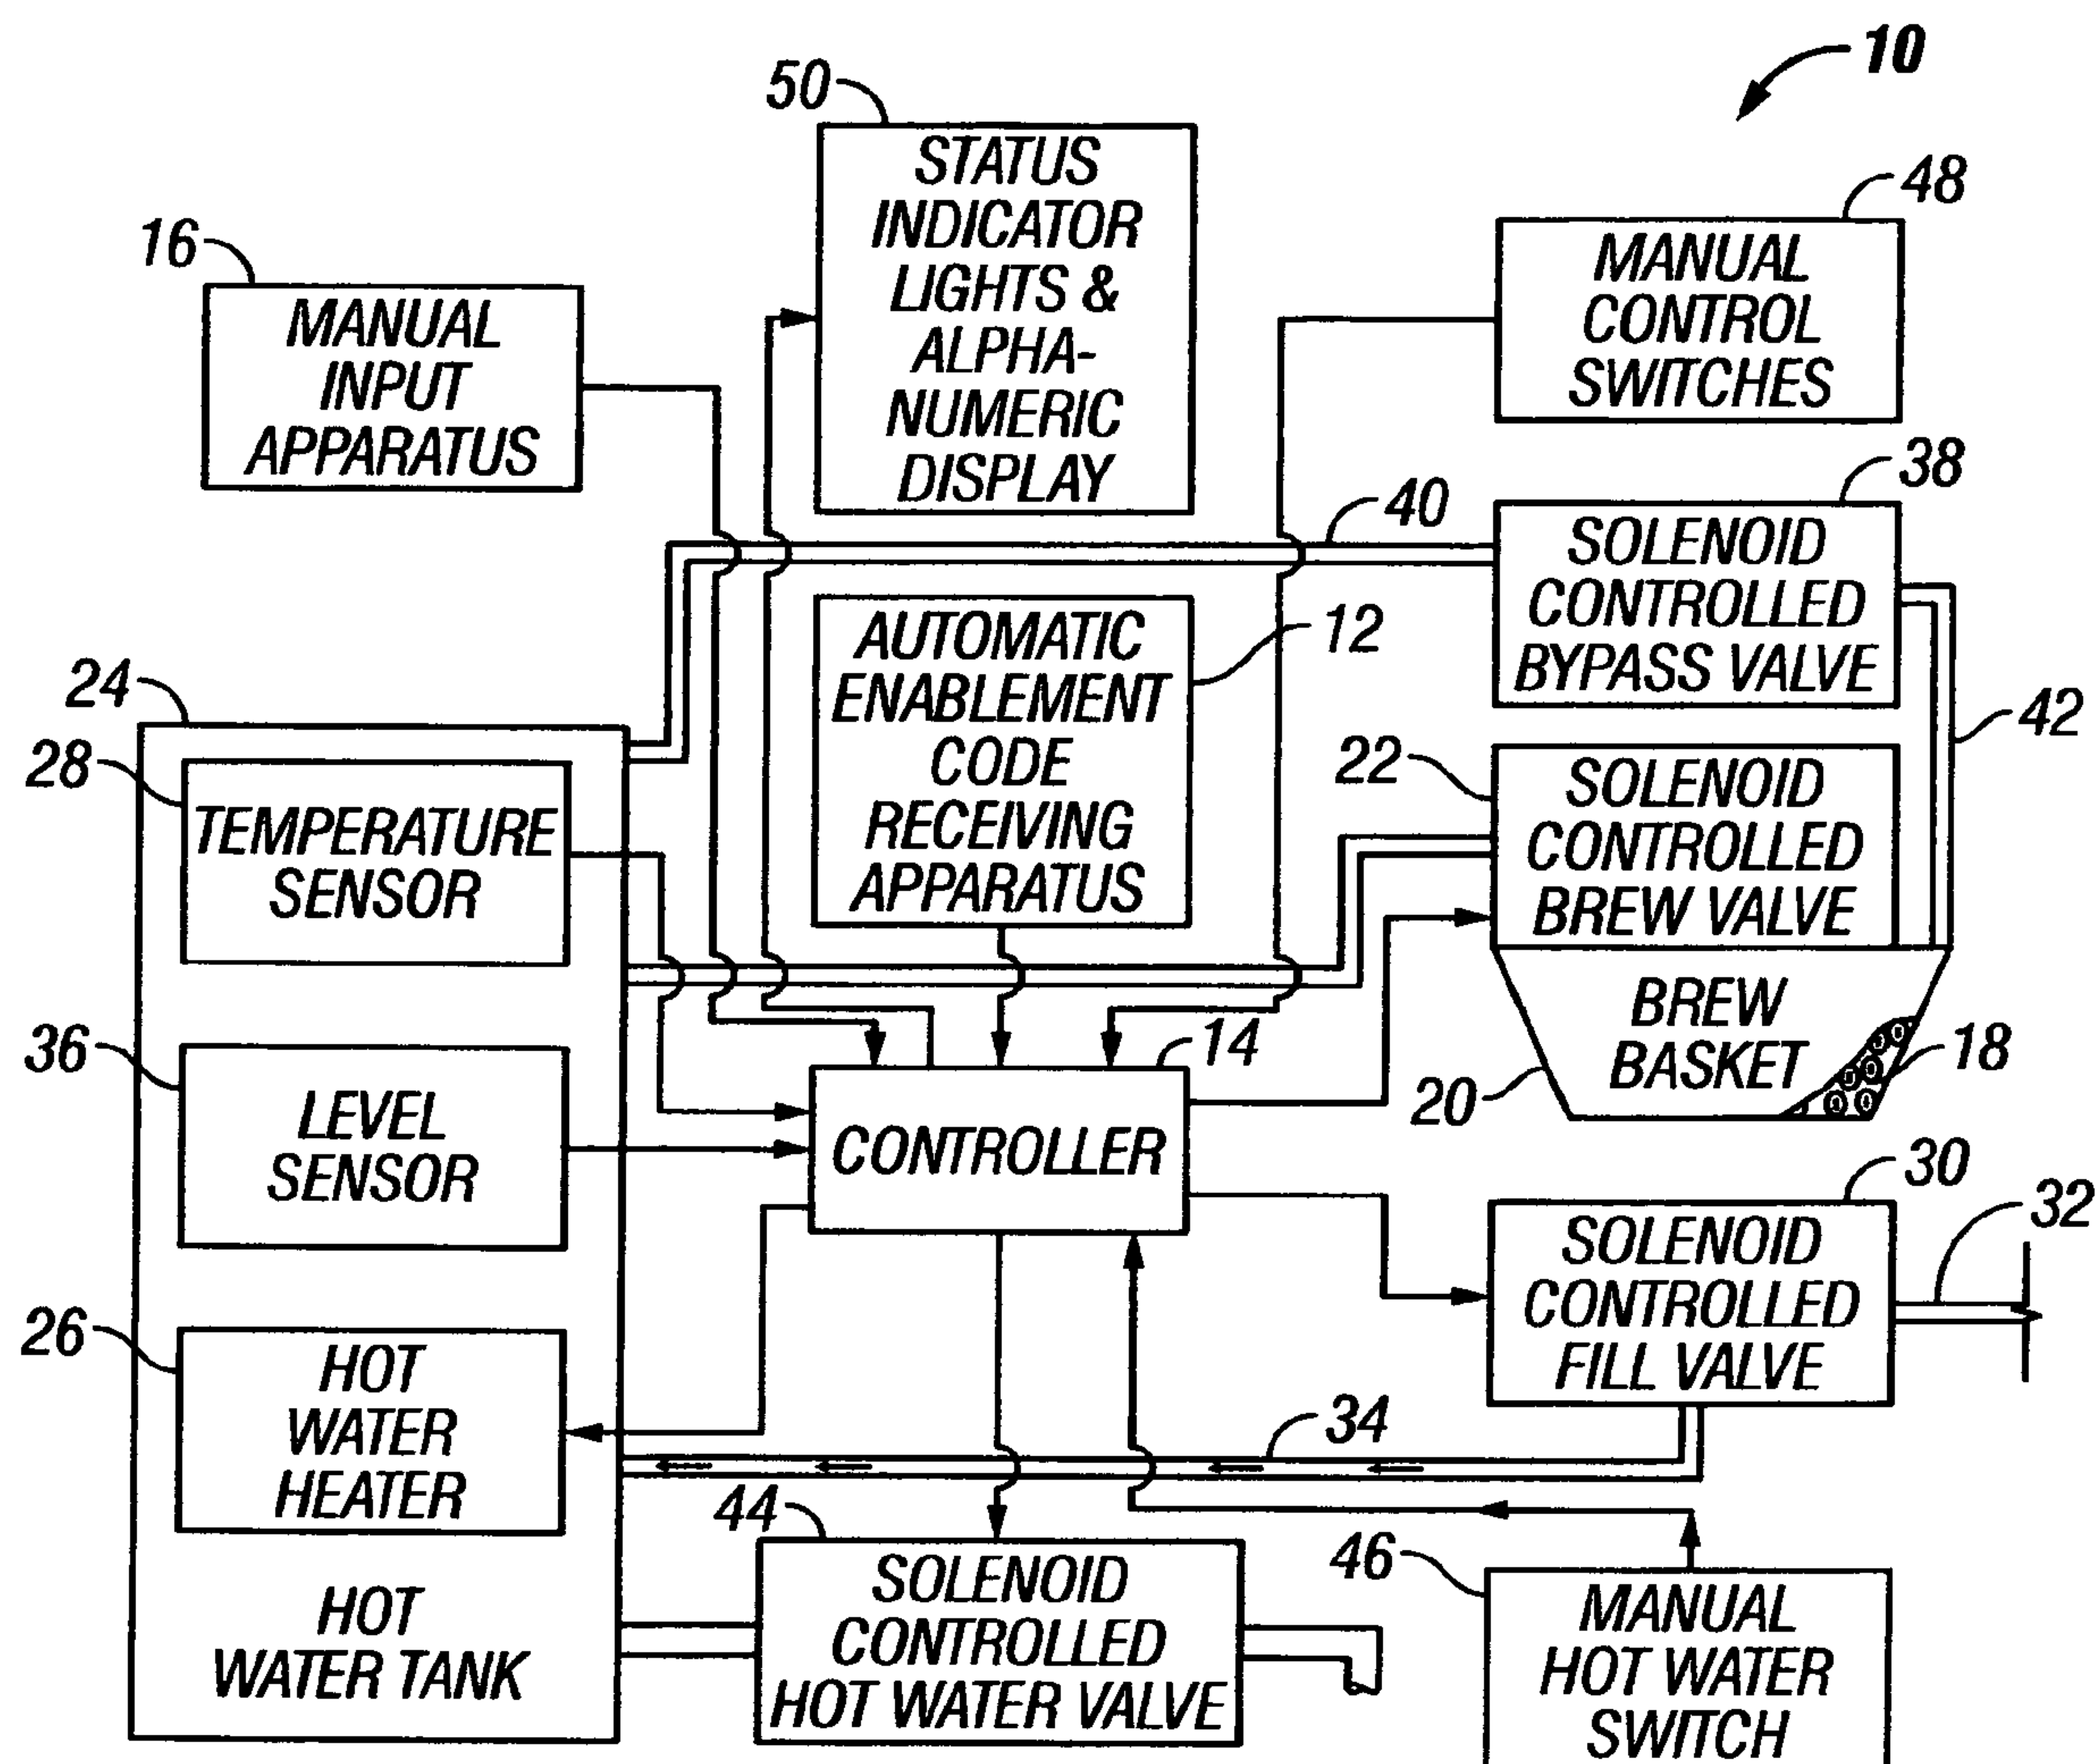 10
50
STATUS
INDICATOR
LIGHTS &
ALPHA-
NUMERIC
DISPLAY
48
MANUAL
CONTROL
SWITCHES
16
MANUAL
INPUT
APPARATUS
38
SOLENOID
CONTROLLED
BYPASS VALVE
40
12
AUTOMATIC
ENABLEMENT
CODE
RECEIVING
APPARATUS
42
24
28
TEMPERATURE
SENSOR
22
SOLENOID
CONTROLLED
BREW VALVE
BREW
BASKET
18
20
36
LEVEL
SENSOR
14
CONTROLLER
30
32
SOLENOID
CONTROLLED
FILL VALVE
26
HOT
WATER
HEATER
34
HOT
WATER TANK
44
SOLENOID
CONTROLLED
HOT WATER VALVE
46
MANUAL
HOT WATER
SWITCH